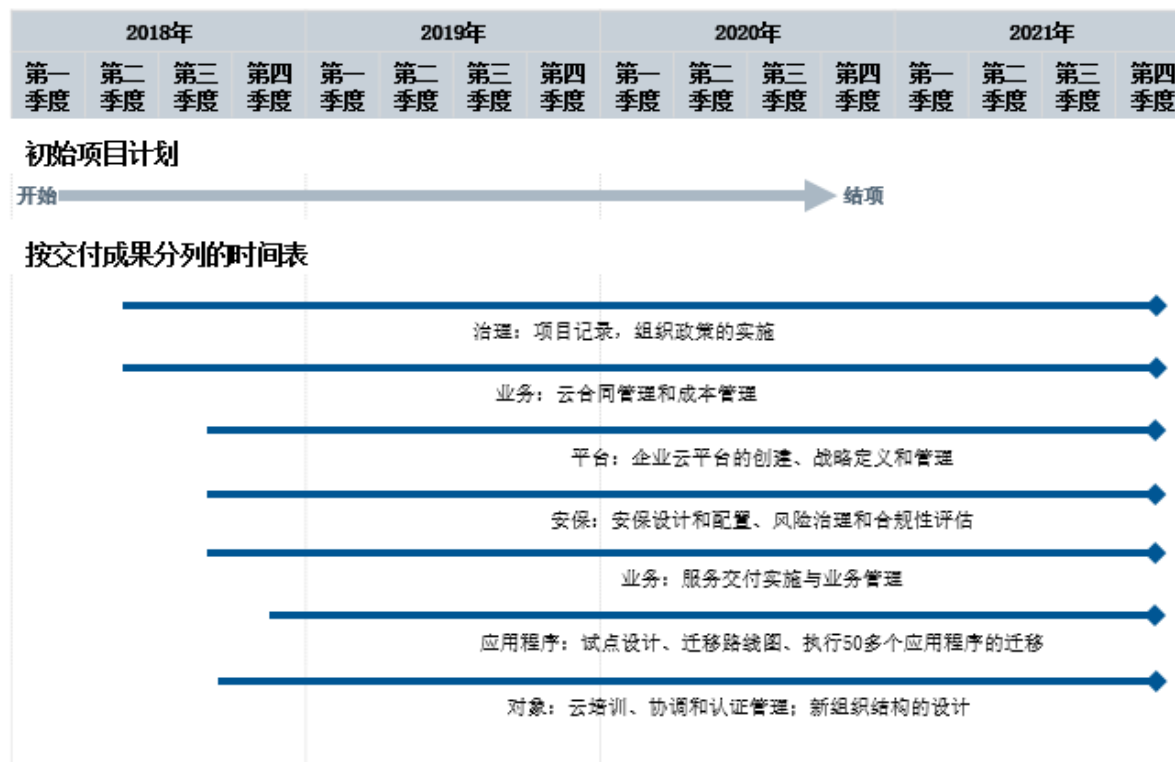 2018年 2019年 2020年 2021年
第一季度 第二季度 第三季度 第四季度 第一季度 第二季度 第三季度 第四季度 第一季度 第二季度 第三季度 第四季度 第一季度 第二季度 第三季度 第四季度
初始项目计划
开始 结项
按交付成果分列的时间表
治理：项目记录，组织政策的实施
业务：云合同管理和成本管理
平台：企业云平台的创建、战略定义和管理
安保：安保设计和配置、风险治理和合规性评估
业务：服务交付实施与业务管理
应用程序：试点设计、迁移路线图、执行50多个应用程序的迁移
对象：云培训、协调和认证管理；新组织结构的设计